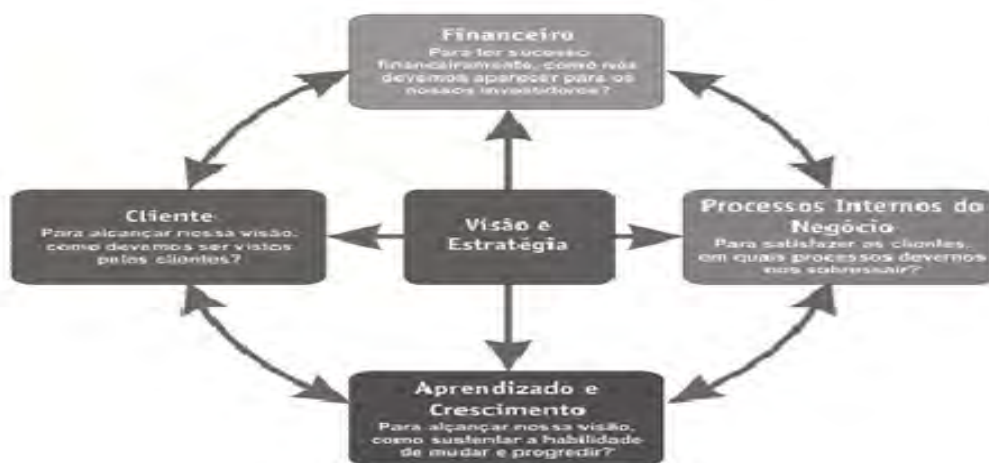 Financeiro
Para ter sucesso
financeiramente, como nós
devemos aparecer para os
nossos investidores?
Cliente
Para alcançar nossa visão,
como devemos ser vistos
pelos clientes?
Visão e
Estratégia
Processos Internos do
Negócio
Para satisfazer os clientes,
em quais processos devemos
nos sobressair?
Aprendizado e
Crescimento
Para alcançar nossa visão,
como sustentar a habilidade
de mudar e progredir?